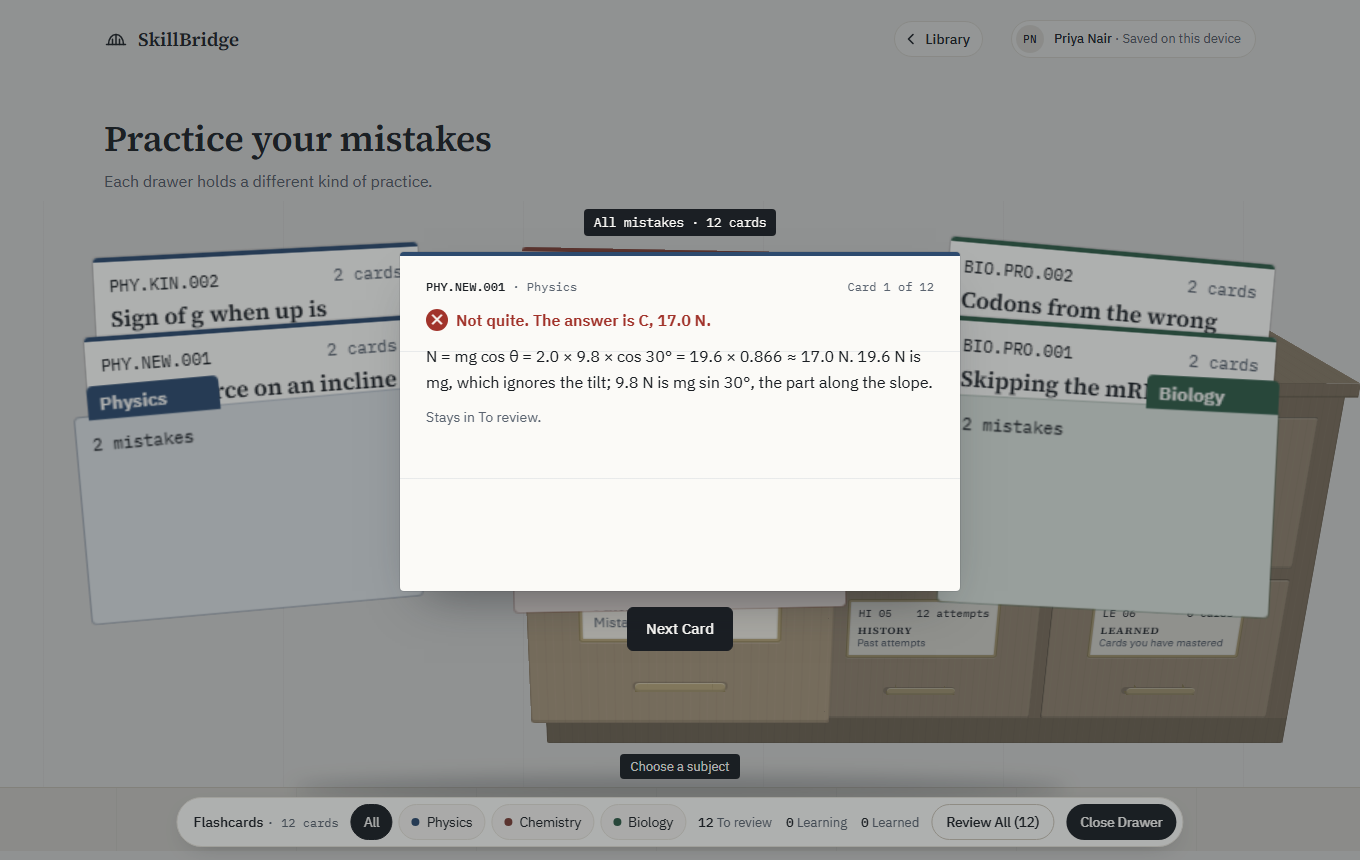 SkillBridge
Library
PN Priya Nair · Saved on this device
Practice your mistakes
Each drawer holds a different kind of practice.
All mistakes · 12 cards
PHY.KIN.002 2 cards
Sign of g when up is
PHY.NEW.001 2 cards
rce on an incline
Physics
2 mistakes
PHY.NEW.001 · Physics
Card 1 of 12
Not quite. The answer is C, 17.0 N.
N = mg cos θ = 2.0 × 9.8 × cos 30° = 19.6 × 0.866 ≈ 17.0 N. 19.6 N is
mg, which ignores the tilt; 9.8 N is mg sin 30°, the part along the slope.
Stays in To review.
Next Card
BIO.PRO.002 2 cards
Codons from the wrong
BIO.PRO.001 2 cards
Skipping the mR
Biology
2 mistakes
Mista
HI 05 12 attempts
HISTORY
Past attempts
LE 06
LEARNED
Cards you have mastered
Choose a subject
Flashcards · 12 cards
All
Physics
Chemistry
Biology
12 To review
0 Learning
0 Learned
Review All (12)
Close Drawer